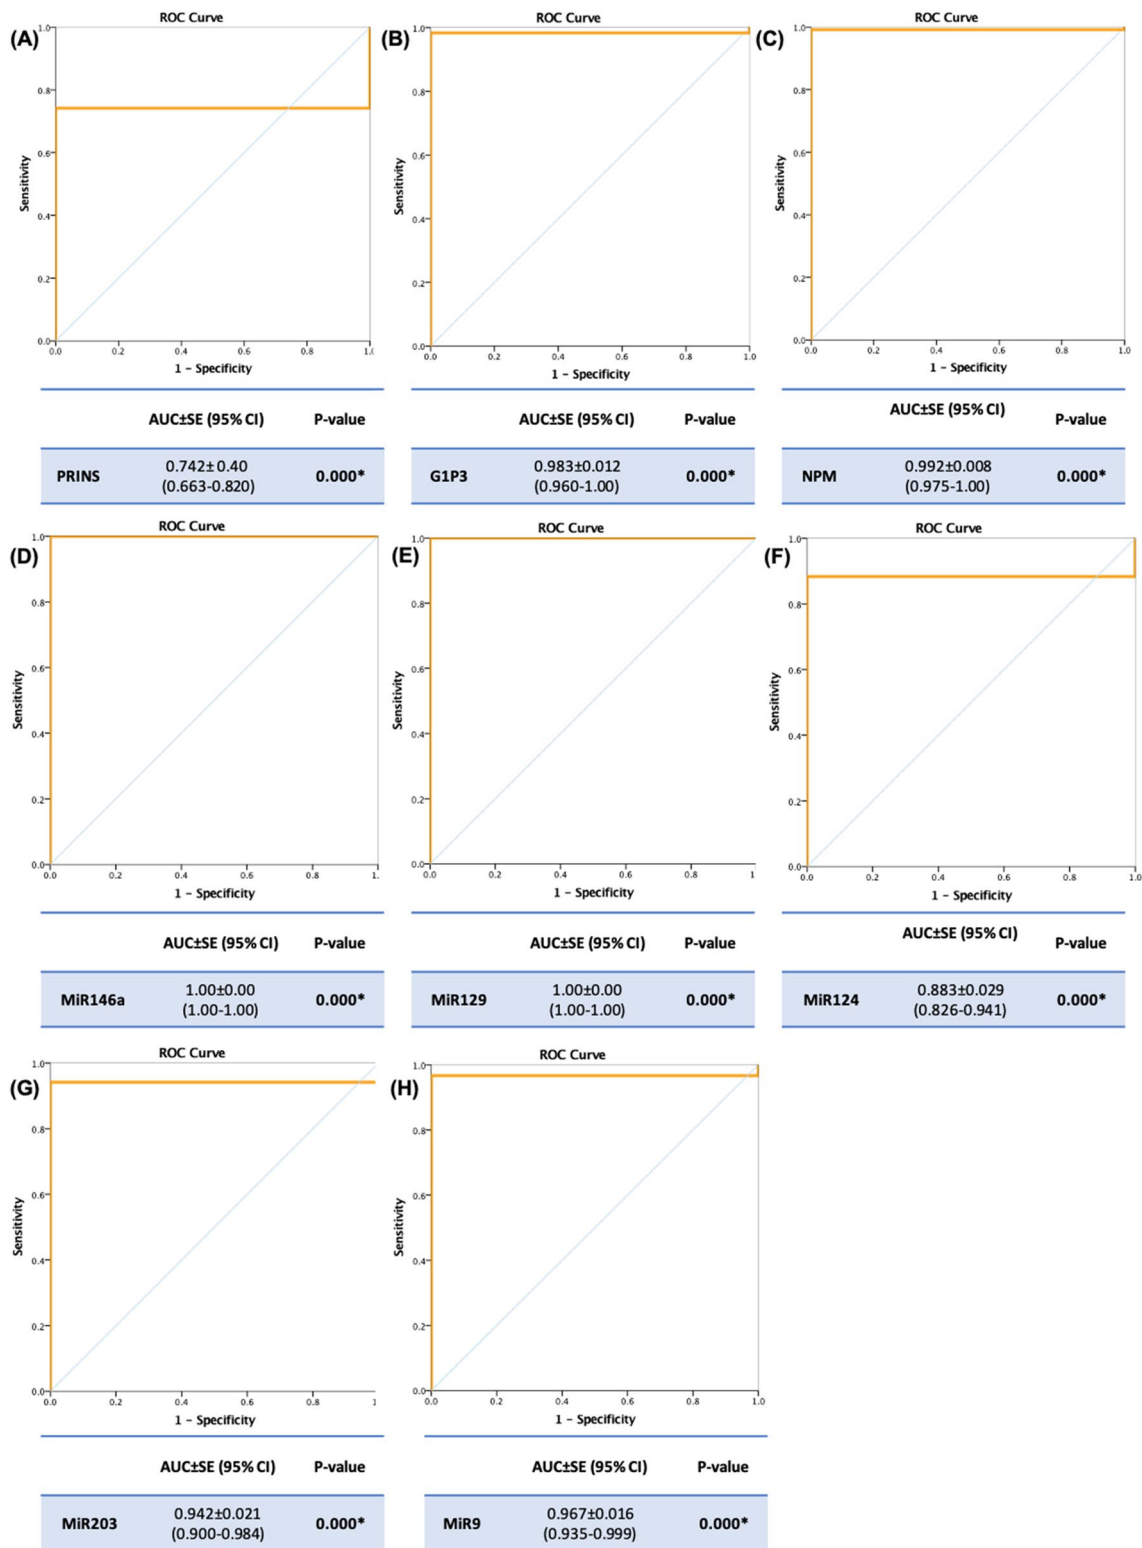 ROC Curve
(A)
1.0
0.8
0.6
0.4
0.2
0.0
Sensitivity
0.0 0.2 0.4 0.6 0.8 1.(
1 - Specificity
AUC±SE (95% CI) P-value
PRINS 0.742± 0.40 0.000*
(0.663-0.820)
ROC Curve
(B)
1.0
0.8
0.6
0.4
0.2
0.0
Sensitivity
0.0 0.2 0.4 0.6 0.8 1.0
1 - Specificity
AUC±SE (95% CI) P-value
G1P3 0.983±0.012 0.000*
(0.960-1.00)
ROC Curve
(C)
1.0
0.8
0.6
0.4
0.2
0.0
Sensitivity
0.0 0.2 0.4 0.6 0.8 1.0
1 - Specificity
AUC±SE (95% CI) P-value
NPM 0.992±0.008 0.000*
(0.975-1.00)
ROC Curve
(D)
1.0
0.8
0.6
0.4
0.2
0.0
Sensitivity
0.0 0.2 0.4 0.6 0.8 1
1 - Specificity
AUC±SE (95% CI) P-value
MiR146a 1.00±0.00 0.000*
(1.00-1.00)
ROC Curve
(E)
1.0
0.8
0.6
0.4
0.2
0.0
Sensitivity
0.0 0.2 0.4 0.6 0.8 1
1 - Specificity
AUC±SE (95% CI) P-value
MiR129 1.00±0.00 0.000*
(1.00-1.00)
ROC Curve
(F)
1.0
0.8
0.6
0.4
0.2
0.0
Sensitivity
0.0 0.2 0.4 0.6 0.8 1.0
1 - Specificity
AUC±SE (95% CI) P-value
MiR124 0.883±0.029 0.000*
(0.826-0.941)
ROC Curve
(G)
1.0
0.8
0.6
0.4
0.2
0.0
Sensitivity
0.0 0.2 0.4 0.6 0.8 1
1 - Specificity
AUC±SE (95% CI) P-value
MiR203 0.942±0.021 0.000*
(0.900-0.984)
ROC Curve
(H)
1.0
0.8
0.6
0.4
0.2
0.0
Sensitivity
0.0 0.2 0.4 0.6 0.8 1.0
1 - Specificity
AUC±SE (95% CI) P-value
MiR9 0.967±0.016 0.000*
(0.935-0.999)